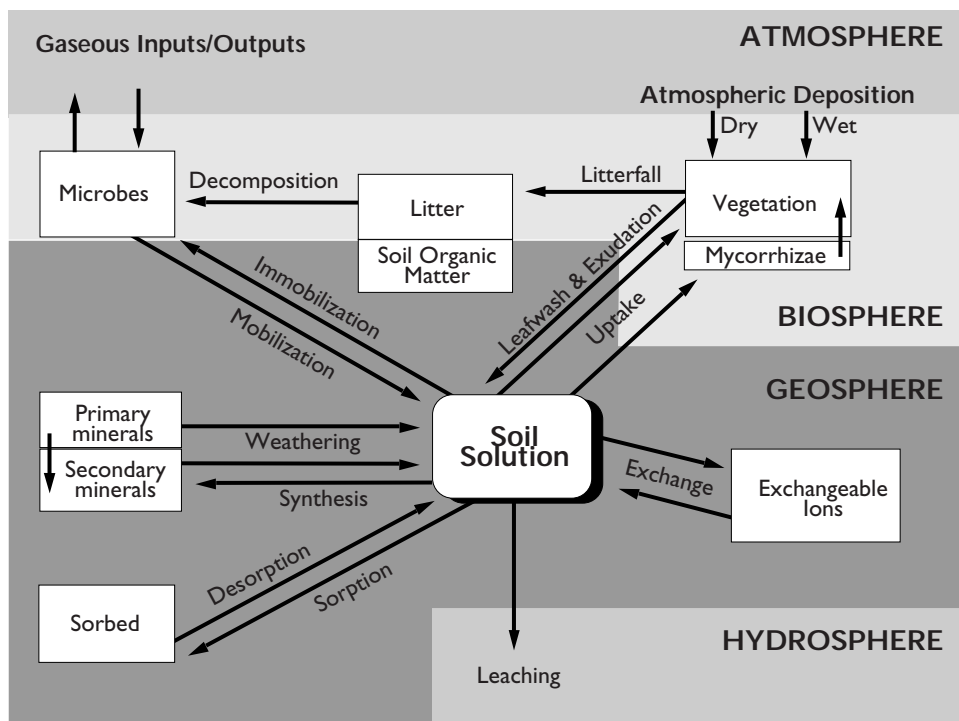 ATMOSPHERE
Gaseous Inputs/Outputs
Atmospheric Deposition
Dry
Wet
Microbes
Decomposition
Litter
Litterfall
Vegetation
Soil Organic
Matter
Mycorrhizae
Immobilization
Mobilization
Leafwash & Exudation
Uptake
BIOSPHERE
GEOSPHERE
Primary
minerals
Weathering
Secondary
minerals
Synthesis
Soil
Solution
Exchange
Exchangeable
Ions
Desorption
Sorption
Sorbed
HYDROSPHERE
Leaching